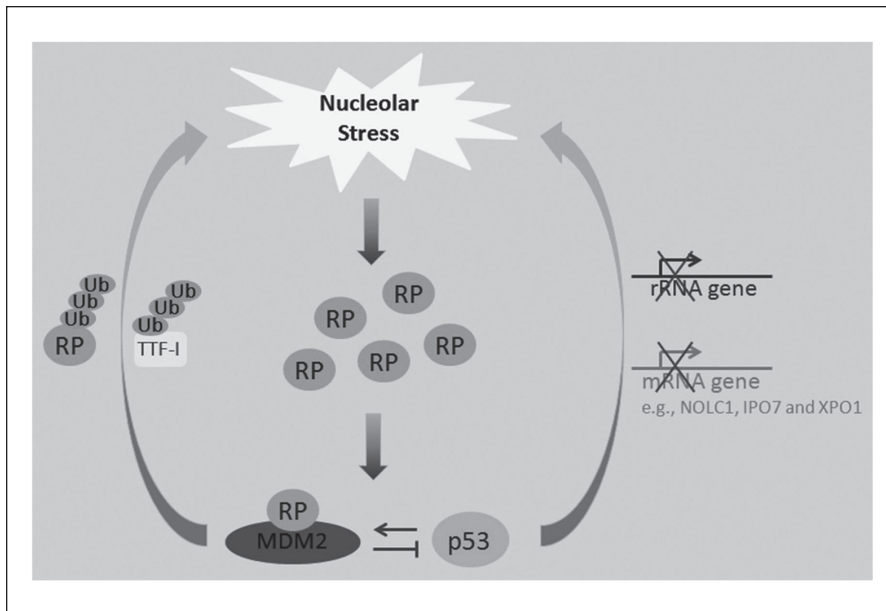 Nucleolar
Stress
RP
RP
RP
RP
RP
Ub
Ub
Ub
RP
Ub
Ub
Ub
TTF-I
rRNA gene
mRNA gene
e.g., NOLC1, IPO7 and XPO1
RP
MDM2
p53